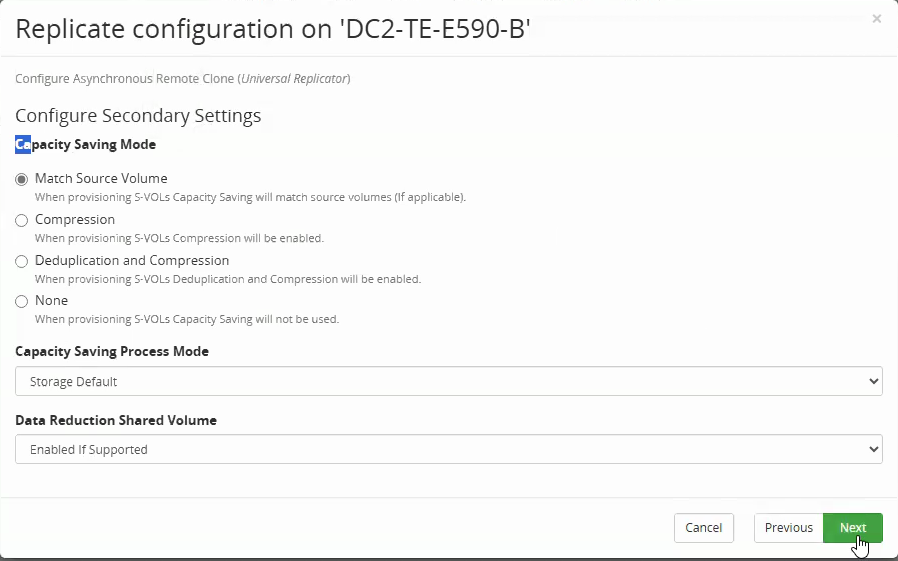 Replicate configuration on 'DC2-TE-E590-B'
×
Configure Asynchronous Remote Clone (Universal Replicator)
Configure Secondary Settings
Capacity Saving Mode
Match Source Volume
When provisioning S-VOLs Capacity Saving will match source volumes (If applicable).
Compression
When provisioning S-VOLs Compression will be enabled.
Deduplication and Compression
When provisioning S-VOLs Deduplication and Compression will be enabled.
None
When provisioning S-VOLs Capacity Saving will not be used.
Capacity Saving Process Mode
Storage Default
Data Reduction Shared Volume
Enabled If Supported
Cancel Previous Next